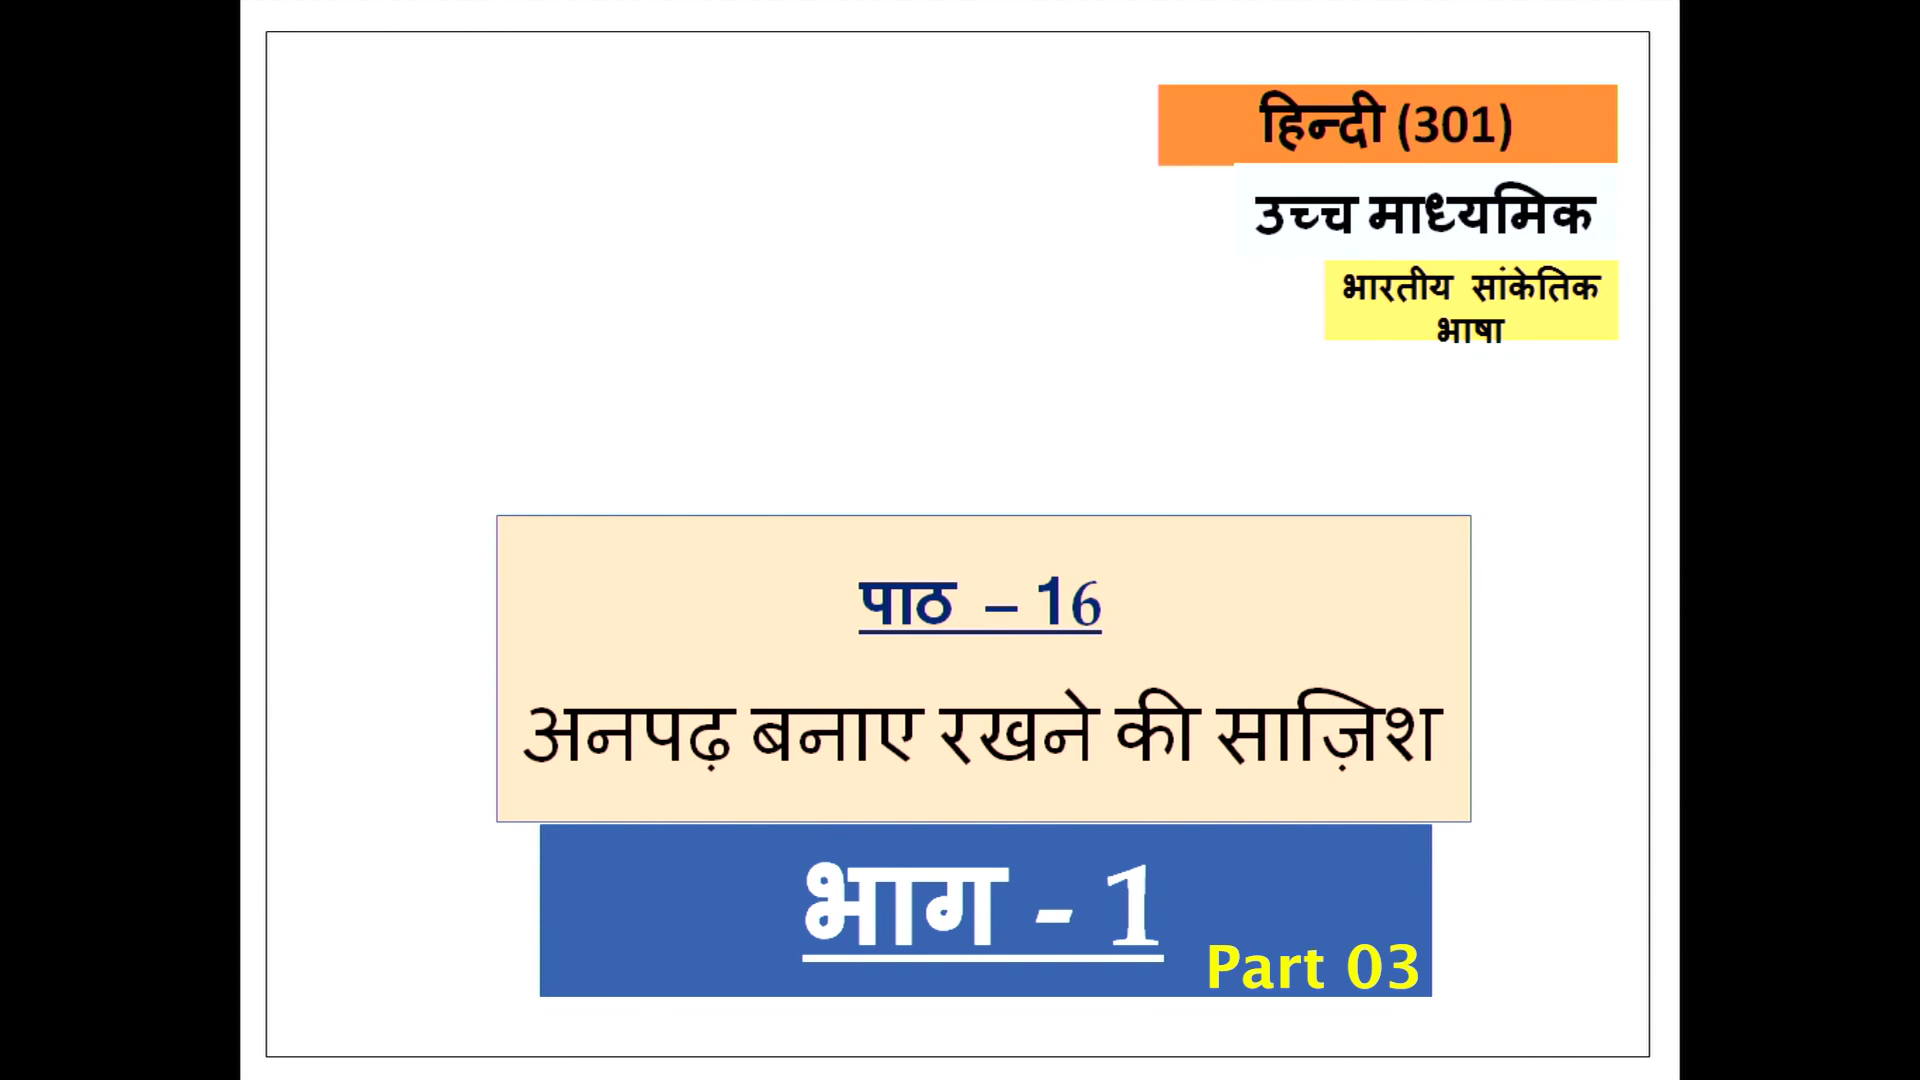 हिन्दी (301)
उच्च माध्यमिक
भारतीय सांकेतिक
भाषा
पाठ – 16
अनपढ़ बनाए रखने की साज़िश
भाग - 1
Part 03